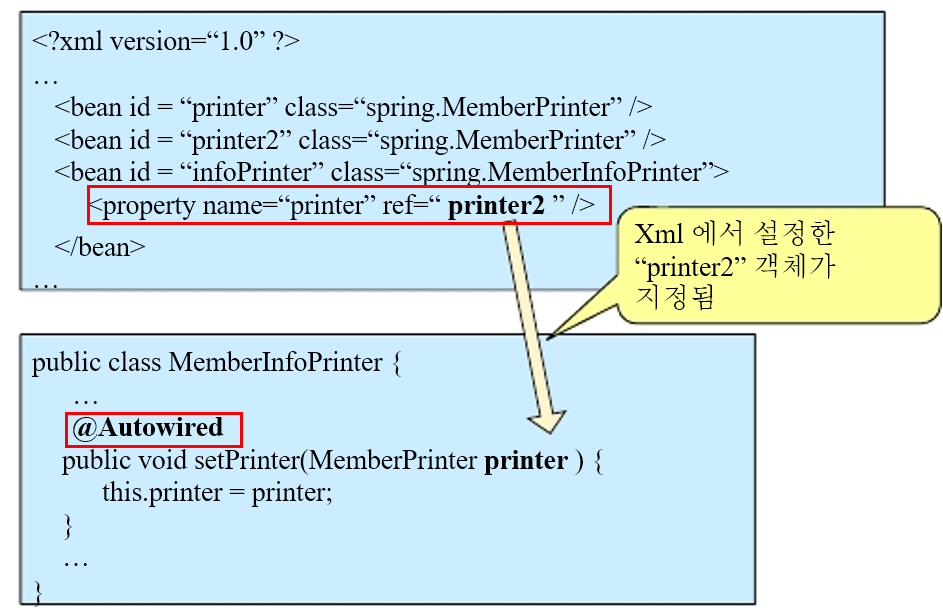 <?xml version=“1.0” ?>
…
<bean id = “printer” class=“spring.MemberPrinter” />
<bean id = “printer2” class=“spring.MemberPrinter” />
<bean id = “infoPrinter” class=“spring.MemberInfoPrinter”>
<property name=“printer” ref=“ printer2 ” />
</bean>
…
Xml 에서 설정한
“printer2” 객체가
지정됨
public class MemberInfoPrinter {
…
@Autowired
public void setPrinter(MemberPrinter printer ) {
this.printer = printer;
}
…
}